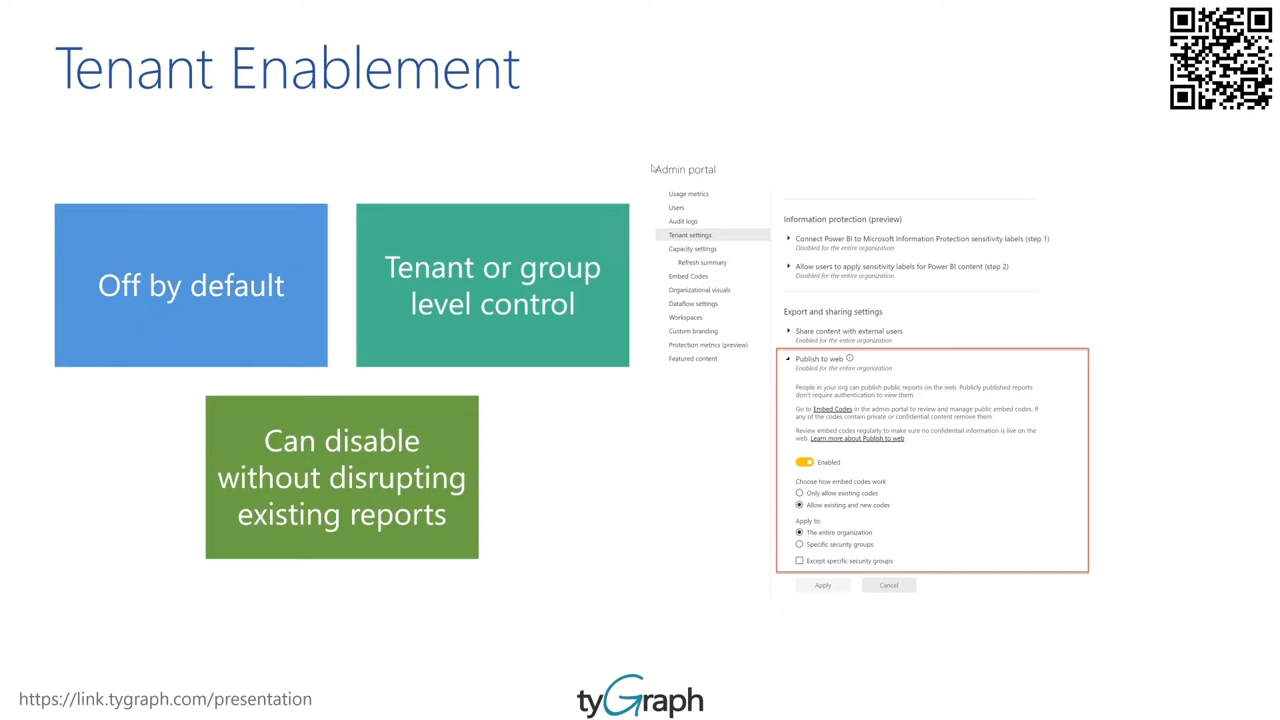 Tenant Enablement
Off by default
Tenant or group
level control
Can disable
without disrupting
existing reports
Admin portal
Usage metrics
Users
Audit logs
Tenant settings
Capacity settings
Refresh summary
Embed Codes
Organizational visuals
Dataflow settings
Workspaces
Custom branding
Protection metrics (preview)
Featured content
Information protection (preview)
Connect Power BI to Microsoft Information Protection sensitivity labels (step 1)
Disabled for the entire organization
Allow users to apply sensitivity labels for Power BI content (step 2)
Disabled for the entire organization
Export and sharing settings
Share content with external users
Enabled for the entire organization
Publish to web
Enabled for the entire organization
People in your org can publish public reports on the web. Publicly published reports
don't require authentication to view them.
Go to Embed Codes in the admin portal to review and manage public embed codes. If
any of the codes contain private or confidential content remove them.
Review embed codes regularly to make sure no confidentail information is live on the
web. Learn more about Publish to web
Enabled
Choose how embed codes work
Only allow existing codes
Allow existing and new codes
Apply to:
The entire organization
Specific security groups
Except specific security groups
Apply
Cancel
https://link.tygraph.com/presentation
tyGraph